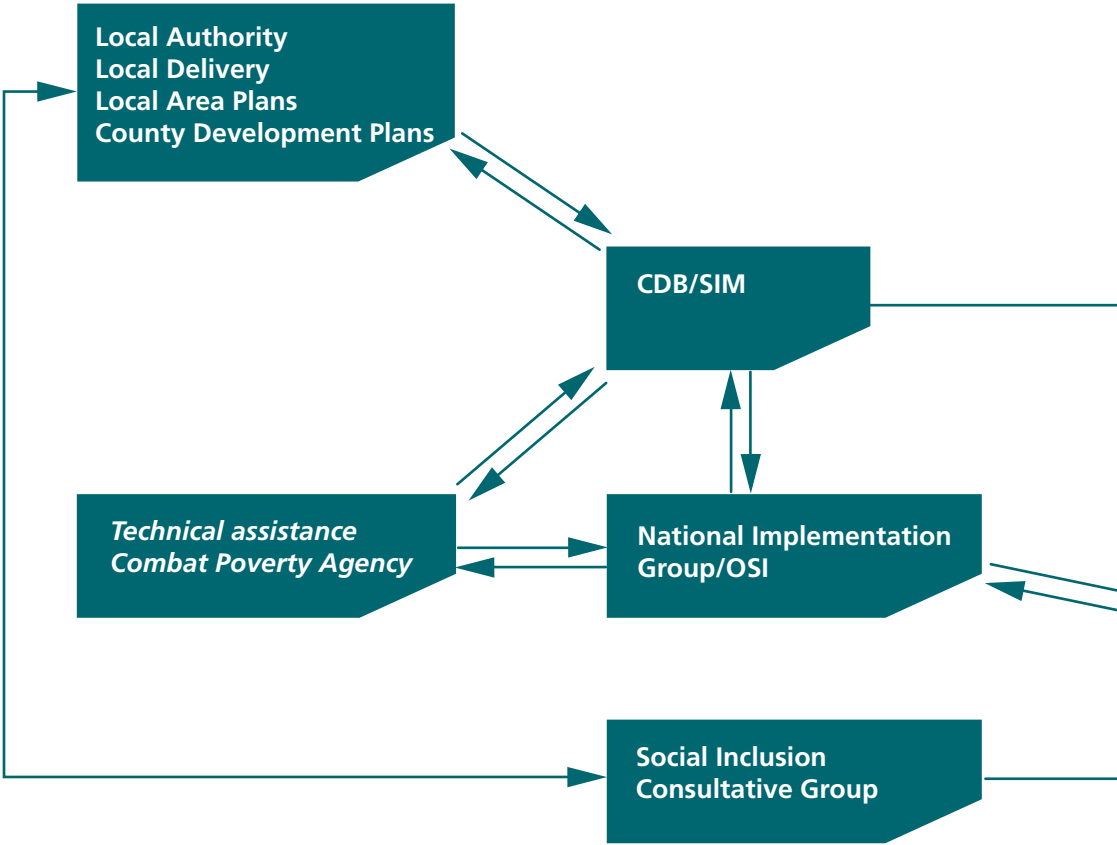 Local Authority
Local Delivery
Local Area Plans
County Development Plans
CDB/SIM
Technical assistance
Combat Poverty Agency
National Implementation
Group/OSI
Social Inclusion
Consultative Group